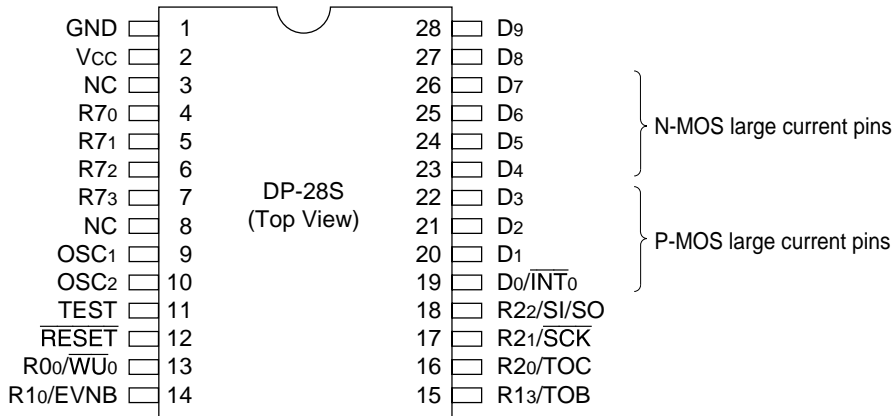 GND 1 28 D9
VCC 2 27 D8
NC 3 26 D7
R70 4 25 D6
R71 5 24 D5
R72 6 23 D4
R73 7 22 D3
NC 8 21 D2
OSC1 9 20 D1
OSC2 10 19 D0/INT0
TEST 11 18 R22/SI/SO
RESET 12 17 R21/SCK
R00/WU0 13 16 R20/TOC
R10/EVNB 14 15 R13/TOB
DP-28S
(Top View)
N-MOS large current pins
P-MOS large current pins